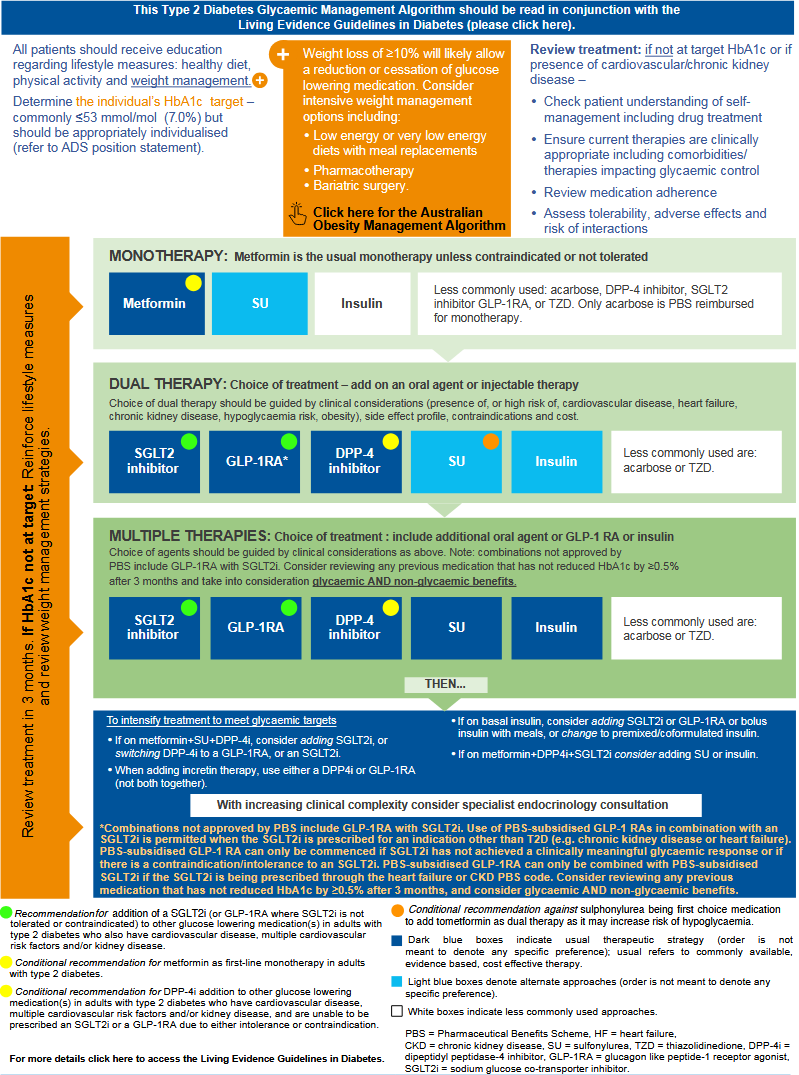 This Type 2 Diabetes Glycaemic Management Algorithm should be read in conjunction with the
Living Evidence Guidelines in Diabetes (please click here).
All patients should receive education
regarding lifestyle measures: healthy diet,
physical activity and weight management.
Determine the individual's HbA1c target –
commonly ≤53 mmol/mol (7.0%) but
should be appropriately individualised
(refer to ADS position statement).
Weight loss of ≥10% will likely allow
a reduction or cessation of glucose
lowering medication. Consider
intensive weight management
options including:
• Low energy or very low energy
diets with meal replacements
• Pharmacotherapy
• Bariatric surgery.
Click here for the Australian
Obesity Management Algorithm
Review treatment: if not at target HbA1c or if
presence of cardiovascular/chronic kidney
disease –
• Check patient understanding of self-
management including drug treatment
• Ensure current therapies are clinically
appropriate including comorbidities/
therapies impacting glycaemic control
• Review medication adherence
• Assess tolerability, adverse effects and
risk of interactions
Review treatment in 3 months. If HbA1c not at target: Reinforce lifestyle measures
and review weight management strategies.
MONOTHERAPY: Metformin is the usual monotherapy unless contraindicated or not tolerated
Metformin
SU
Insulin
Less commonly used: acarbose, DPP-4 inhibitor, SGLT2
inhibitor GLP-1RA, or TZD. Only acarbose is PBS reimbursed
for monotherapy.
DUAL THERAPY: Choice of treatment – add on an oral agent or injectable therapy
Choice of dual therapy should be guided by clinical considerations (presence of, or high risk of, cardiovascular disease, heart failure,
chronic kidney disease, hypoglycaemia risk, obesity), side effect profile, contraindications and cost.
SGLT2
inhibitor
GLP-1RA*
DPP-4
inhibitor
SU
Insulin
Less commonly used are:
acarbose or TZD.
MULTIPLE THERAPIES: Choice of treatment : include additional oral agent or GLP-1 RA or insulin
Choice of agents should be guided by clinical considerations as above. Note: combinations not approved by
PBS include GLP-1RA with SGLT2i. Consider reviewing any previous medication that has not reduced HbA1c by ≥0.5%
after 3 months and take into consideration glycaemic AND non-glycaemic benefits.
SGLT2
inhibitor
GLP-1RA
DPP-4
inhibitor
SU
Insulin
Less commonly used are:
acarbose or TZD.
THEN...
To intensify treatment to meet glycaemic targets
• If on metformin+SU+DPP-4i, consider adding SGLT2i, or
switching DPP-4i to a GLP-1RA, or an SGLT2i.
• When adding incretin therapy, use either a DPP4i or GLP-1RA
(not both together).
• If on basal insulin, consider adding SGLT2i or GLP-1RA or bolus
insulin with meals, or change to premixed/coformulated insulin.
• If on metformin+DPP4i+SGLT2i consider adding SU or insulin.
With increasing clinical complexity consider specialist endocrinology consultation
*Combinations not approved by PBS include GLP-1RA with SGLT2i. Use of PBS-subsidised GLP-1 RAs in combination with an
SGLT2i is permitted when the SGLT2i is prescribed for an indication other than T2D (e.g. chronic kidney disease or heart failure).
PBS-subsidised GLP-1 RA can only be commenced if SGLT2i has not achieved a clinically meaningful glycaemic response or if
there is a contraindication/intolerance to an SGLT2i. PBS-subsidised GLP-1RA can only be combined with PBS-subsidised
SGLT2i if the SGLT2i is being prescribed through the heart failure or CKD PBS code. Consider reviewing any previous
medication that has not reduced HbA1c by ≥0.5% after 3 months, and consider glycaemic AND non-glycaemic benefits.
Recommendation for addition of a SGLT2i (or GLP-1RA where SGLT2i is not
tolerated or contraindicated) to other glucose lowering medication(s) in adults with
type 2 diabetes who also have cardiovascular disease, multiple cardiovascular
risk factors and/or kidney disease.
Conditional recommendation for metformin as first-line monotherapy in adults
with type 2 diabetes.
Conditional recommendation for DPP-4i addition to other glucose lowering
medication(s) in adults with type 2 diabetes who have cardiovascular disease,
multiple cardiovascular risk factors and/or kidney disease, and are unable to be
prescribed an SGLT2i or a GLP-1RA due to either intolerance or contraindication.
For more details click here to access the Living Evidence Guidelines in Diabetes.
Conditional recommendation against sulphonylurea being first choice medication
to add tometformin as dual therapy as it may increase risk of hypoglycaemia.
Dark blue boxes indicate usual therapeutic strategy (order is not
meant to denote any specific preference); usual refers to commonly available,
evidence based, cost effective therapy.
Light blue boxes denote alternate approaches (order is not meant to denote any
specific preference).
White boxes indicate less commonly used approaches.
PBS = Pharmaceutical Benefits Scheme, HF = heart failure,
CKD = chronic kidney disease, SU = sulfonylurea, TZD = thiazolidinedione, DPP-4i =
dipeptidyl peptidase-4 inhibitor, GLP-1RA = glucagon like peptide-1 receptor agonist,
SGLT2i = sodium glucose co-transporter inhibitor.